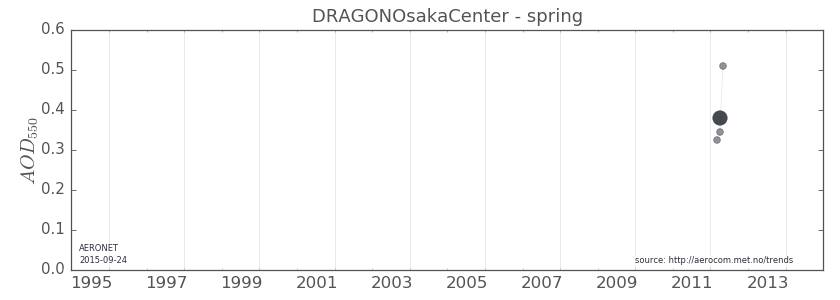 DRAGONOsakaCenter - spring
0.6
0.5
0.4
0.3
0.2
0.1
0.0
AOD550
AERONET
2015-09-24
source: http://aerocom.met.no/trends
1995 1997 1999 2001 2003 2005 2007 2009 2011 2013